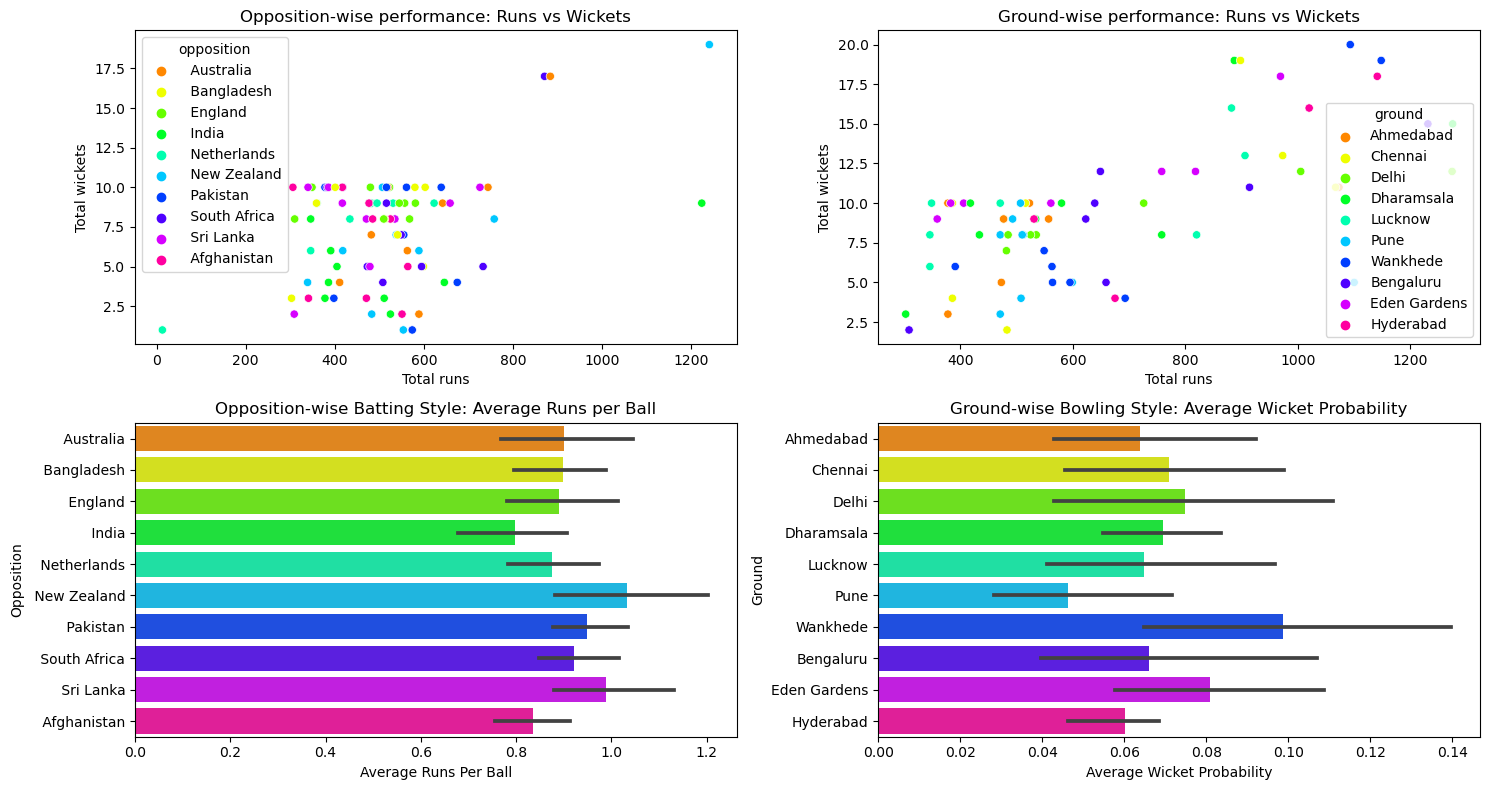 Opposition-wise performance: Runs vs Wickets
Total wickets
17.5
15.0
12.5
10.0
7.5
5.0
2.5
opposition
Australia
Bangladesh
England
India
Netherlands
New Zealand
Pakistan
South Africa
Sri Lanka
Afghanistan
0 200 400 600 800 1000 1200
Total runs
Ground-wise performance: Runs vs Wickets
Total wickets
20.0
17.5
15.0
12.5
10.0
7.5
5.0
2.5
ground
Ahmedabad
Chennai
Delhi
Dharamsala
Lucknow
Pune
Wankhede
Bengaluru
Eden Gardens
Hyderabad
400 600 800 1000 1200
Total runs
Opposition-wise Batting Style: Average Runs per Ball
Opposition
Australia
Bangladesh
England
India
Netherlands
New Zealand
Pakistan
South Africa
Sri Lanka
Afghanistan
0.0 0.2 0.4 0.6 0.8 1.0 1.2
Average Runs Per Ball
Ground-wise Bowling Style: Average Wicket Probability
Ground
Ahmedabad
Chennai
Delhi
Dharamsala
Lucknow
Pune
Wankhede
Bengaluru
Eden Gardens
Hyderabad
0.00 0.02 0.04 0.06 0.08 0.10 0.12 0.14
Average Wicket Probability